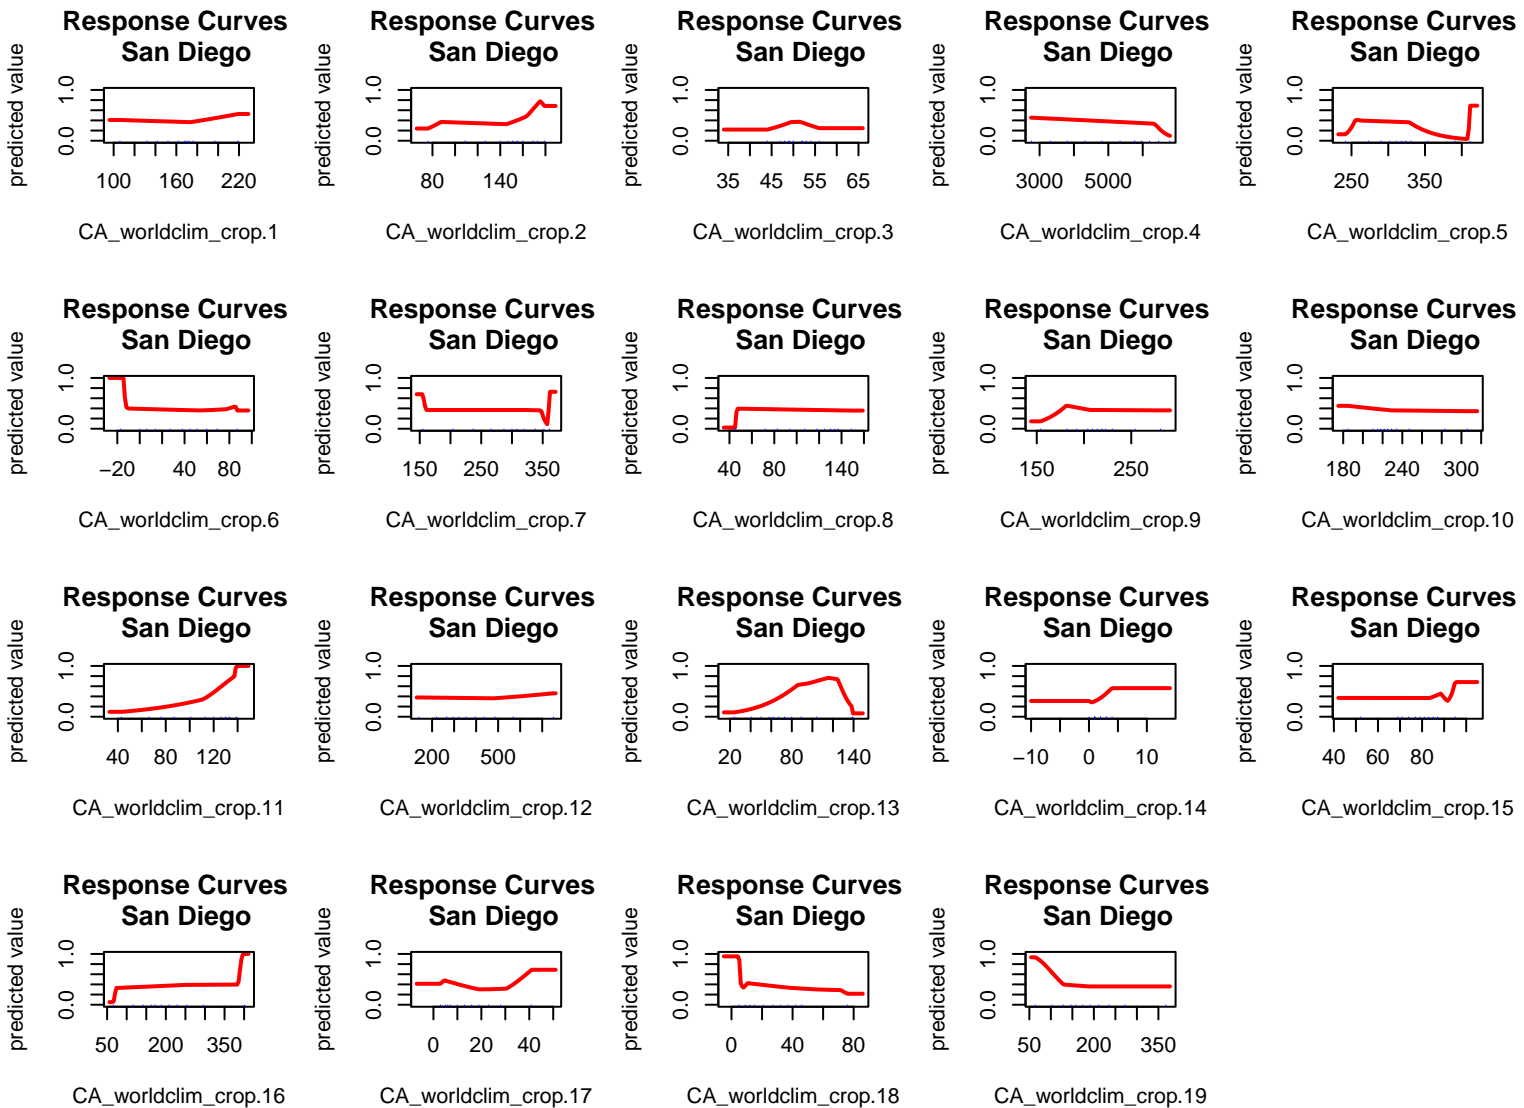 Response Curves
San Diego
predicted value
0.0 1.0
100 160 220
CA_worldclim_crop.1
Response Curves
San Diego
predicted value
0.0 1.0
80 140
CA_worldclim_crop.2
Response Curves
San Diego
predicted value
0.0 1.0
35 45 55 65
CA_worldclim_crop.3
Response Curves
San Diego
predicted value
0.0 1.0
3000 5000
CA_worldclim_crop.4
Response Curves
San Diego
predicted value
0.0 1.0
250 350
CA_worldclim_crop.5
Response Curves
San Diego
predicted value
0.0 1.0
−20 40 80
CA_worldclim_crop.6
Response Curves
San Diego
predicted value
0.0 1.0
150 250 350
CA_worldclim_crop.7
Response Curves
San Diego
predicted value
0.0 1.0
40 80 140
CA_worldclim_crop.8
Response Curves
San Diego
predicted value
0.0 1.0
150 250
CA_worldclim_crop.9
Response Curves
San Diego
predicted value
0.0 1.0
180 240 300
CA_worldclim_crop.10
Response Curves
San Diego
predicted value
0.0 1.0
40 80 120
CA_worldclim_crop.11
Response Curves
San Diego
predicted value
0.0 1.0
200 500
CA_worldclim_crop.12
Response Curves
San Diego
predicted value
0.0 1.0
20 80 140
CA_worldclim_crop.13
Response Curves
San Diego
predicted value
0.0 1.0
−10 0 10
CA_worldclim_crop.14
Response Curves
San Diego
predicted value
0.0 1.0
40 60 80
CA_worldclim_crop.15
Response Curves
San Diego
predicted value
0.0 1.0
50 200 350
CA_worldclim_crop.16
Response Curves
San Diego
predicted value
0.0 1.0
0 20 40
CA_worldclim_crop.17
Response Curves
San Diego
predicted value
0.0 1.0
0 40 80
CA_worldclim_crop.18
Response Curves
San Diego
predicted value
0.0 1.0
50 200 350
CA_worldclim_crop.19